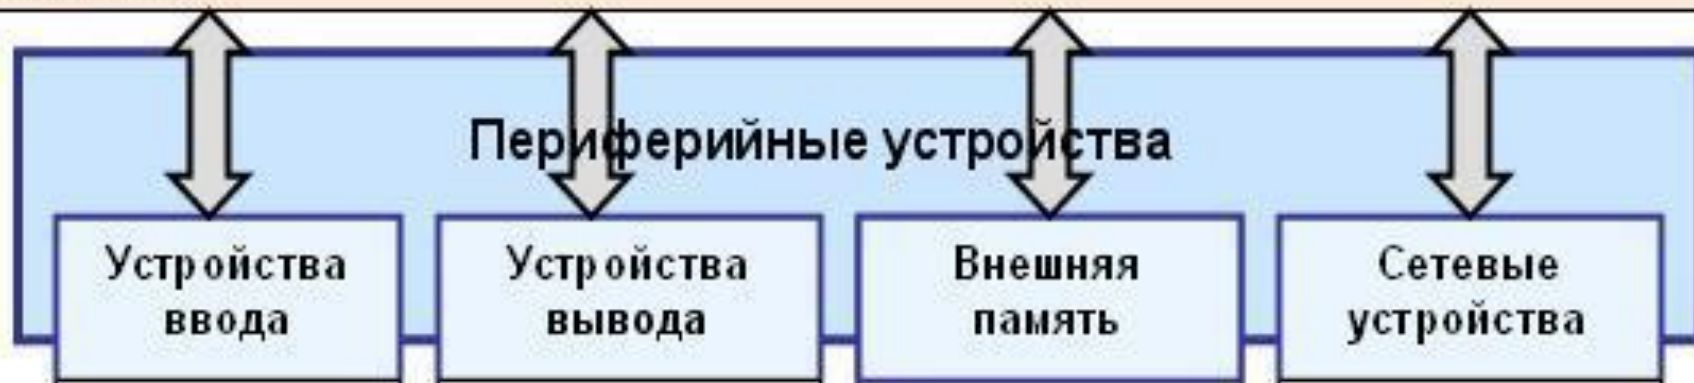 Периферийные устройства
Устройства
ввода
Устройства
вывода
Внешняя
память
Сетевые
устройства